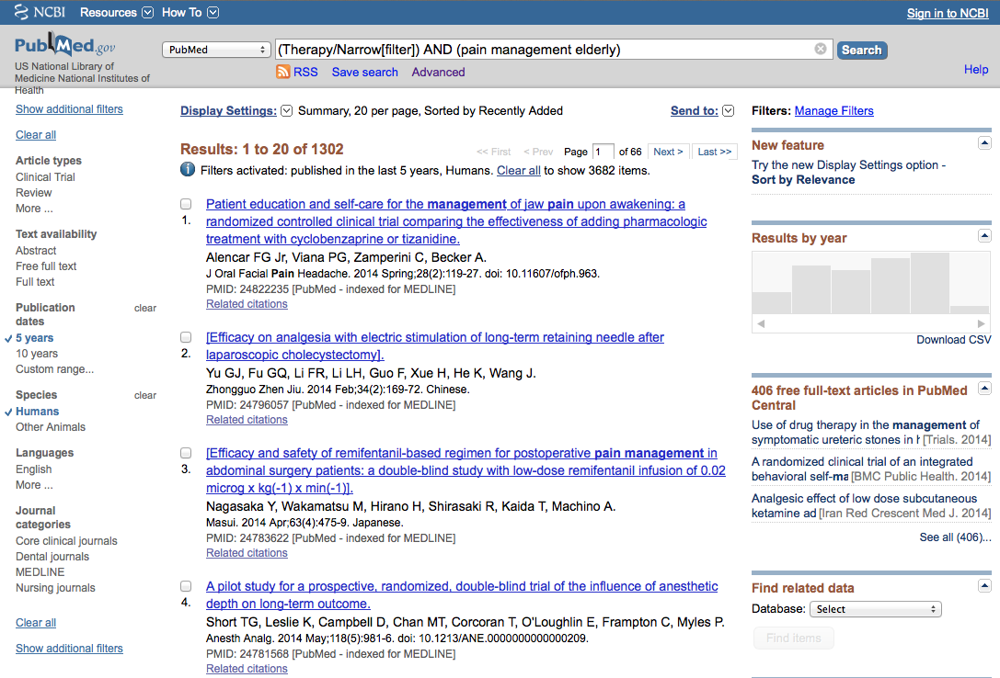 NCBI Resources How To Sign in to NCBI
PubMed.gov
US National Library of
Medicine National Institutes of
Health
PubMed (Therapy/Narrow[filter]) AND (pain management elderly) Search
RSS Save search Advanced
Help
Show additional filters
Clear all
Article types
Clinical Trial
Review
More ...
Text availability
Abstract
Free full text
Full text
Publication
dates
clear
5 years
10 years
Custom range...
Species
clear
Humans
Other Animals
Languages
English
More ...
Journal
categories
Core clinical journals
Dental journals
MEDLINE
Nursing journals
Clear all
Show additional filters
Display Settings: Summary, 20 per page, Sorted by Recently Added Send to:
Results: 1 to 20 of 1302
<< First < Prev Page 1 of 66 Next > Last >>
Filters activated: published in the last 5 years, Humans. Clear all to show 3682 items.
1.
Patient education and self-care for the management of jaw pain upon awakening: a
randomized controlled clinical trial comparing the effectiveness of adding pharmacologic
treatment with cyclobenzaprine or tizanidine.
Alencar FG Jr, Viana PG, Zamperini C, Becker A.
J Oral Facial Pain Headache. 2014 Spring;28(2):119-27. doi: 10.11607/ofph.963.
PMID: 24822235 [PubMed - indexed for MEDLINE]
Related citations
2.
[Efficacy on analgesia with electric stimulation of long-term retaining needle after
laparoscopic cholecystectomy].
Yu GJ, Fu GQ, Li FR, Li LH, Guo F, Xue H, He K, Wang J.
Zhongguo Zhen Jiu. 2014 Feb;34(2):169-72. Chinese.
PMID: 24796057 [PubMed - indexed for MEDLINE]
Related citations
3.
[Efficacy and safety of remifentanil-based regimen for postoperative pain management in
abdominal surgery patients: a double-blind study with low-dose remifentanil infusion of 0.02
microg x kg(-1) x min(-1)].
Nagasaka Y, Wakamatsu M, Hirano H, Shirasaki R, Kaida T, Machino A.
Masui. 2014 Apr;63(4):475-9. Japanese.
PMID: 24783622 [PubMed - indexed for MEDLINE]
Related citations
4.
A pilot study for a prospective, randomized, double-blind trial of the influence of anesthetic
depth on long-term outcome.
Short TG, Leslie K, Campbell D, Chan MT, Corcoran T, O'Loughlin E, Frampton C, Myles P.
Anesth Analg. 2014 May;118(5):981-6. doi: 10.1213/ANE.0000000000000209.
PMID: 24781568 [PubMed - indexed for MEDLINE]
Related citations
Filters: Manage Filters
New feature
Try the new Display Settings option -
Sort by Relevance
Results by year
Download CSV
406 free full-text articles in PubMed
Central
Use of drug therapy in the management of
symptomatic ureteric stones in h [Trials. 2014]
A randomized clinical trial of an integrated
behavioral self-ma [BMC Public Health. 2014]
Analgesic effect of low dose subcutaneous
ketamine ad [Iran Red Crescent Med J. 2014]
See all (406)...
Find related data
Database: Select
Find items